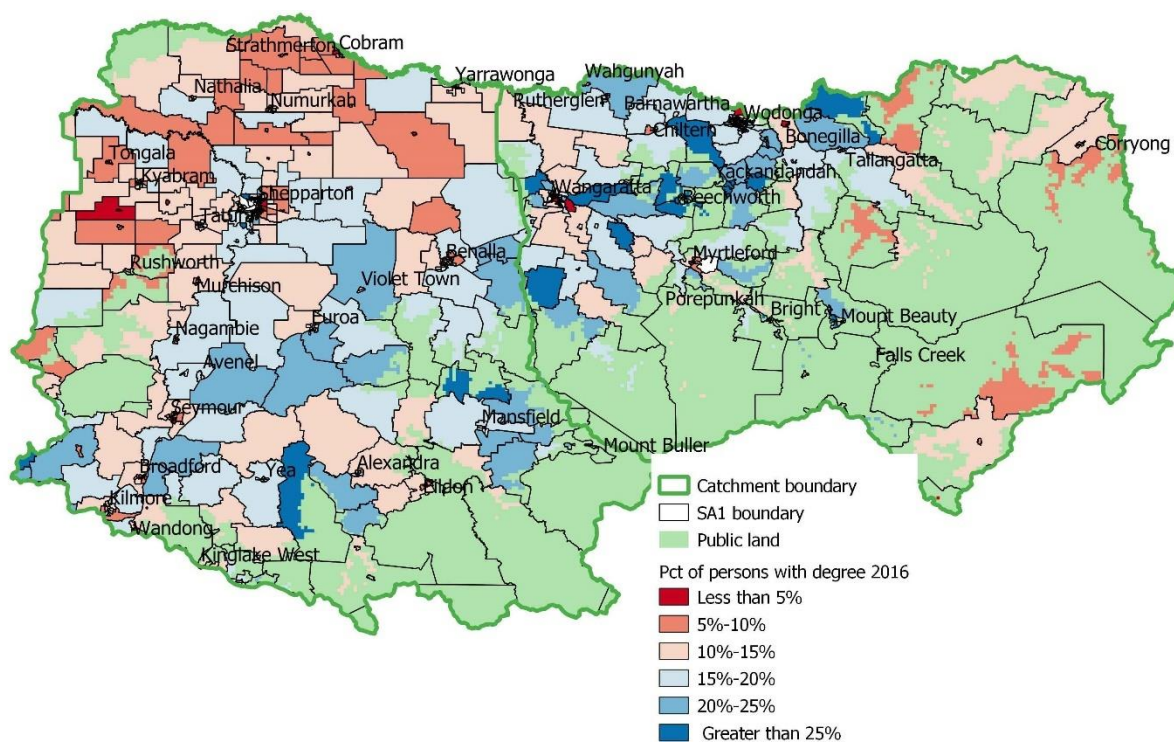 Strathmerton
Cobram
Nathalia
Numurkah
Yarrawonga
Wahgunyah
Rutherglen
Barnawartha
Wodonga
Chiltern
Bonegilla
Tallangatta
Corryong
Tongala
Kyabram
Shepparton
Tatura
Wangaratta
Yackandandah
Beechworth
Rushworth
Murchison
Violet Town
Benalla
Myrtleford
Porepunkah
Bright
Mount Beauty
Nagambie
Euroa
Falls Creek
Avenel
Seymour
Mansfield
Mount Buller
Broadford
Yea
Alexandra
Eildon
Kilmore
Wandong
Kinglake West
Catchment boundary
SA1 boundary
Public land
Pct of persons with degree 2016
Less than 5%
5%-10%
10%-15%
15%-20%
20%-25%
Greater than 25%